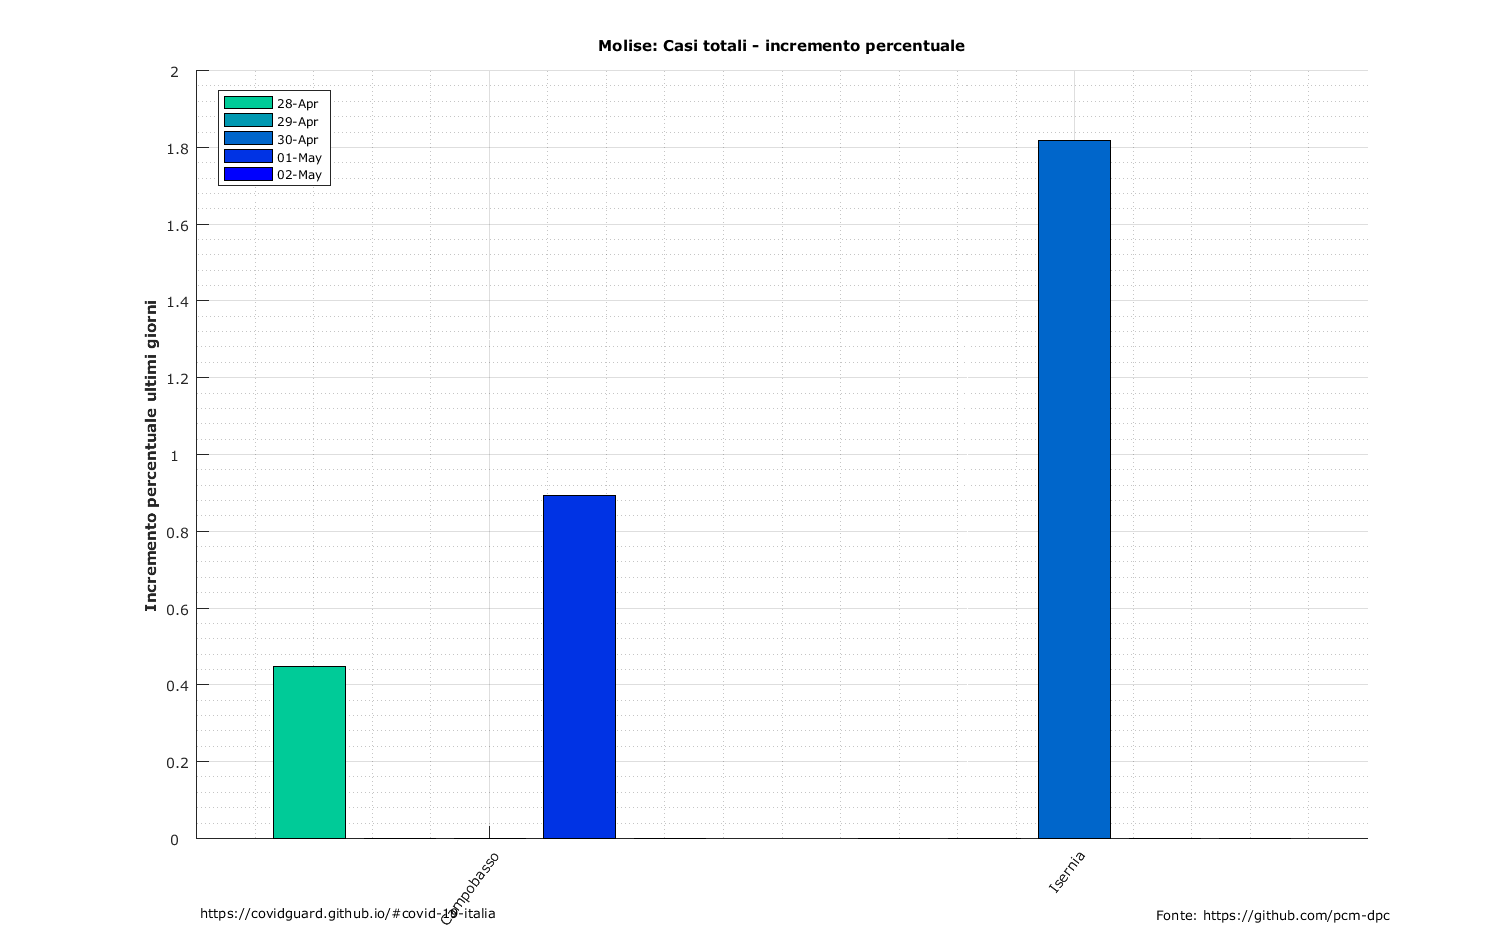 Molise: Casi totali - incremento percentuale
2
1.8
1.6
1.4
1.2
1
0.8
0.6
0.4
0.2
0
28-Apr
29-Apr
30-Apr
01-May
02-May
Incremento percentuale ultimi giorni
Campobasso
Isernia
https://covidguard.github.io/#covid-19-italia
Fonte: https://github.com/pcm-dpc